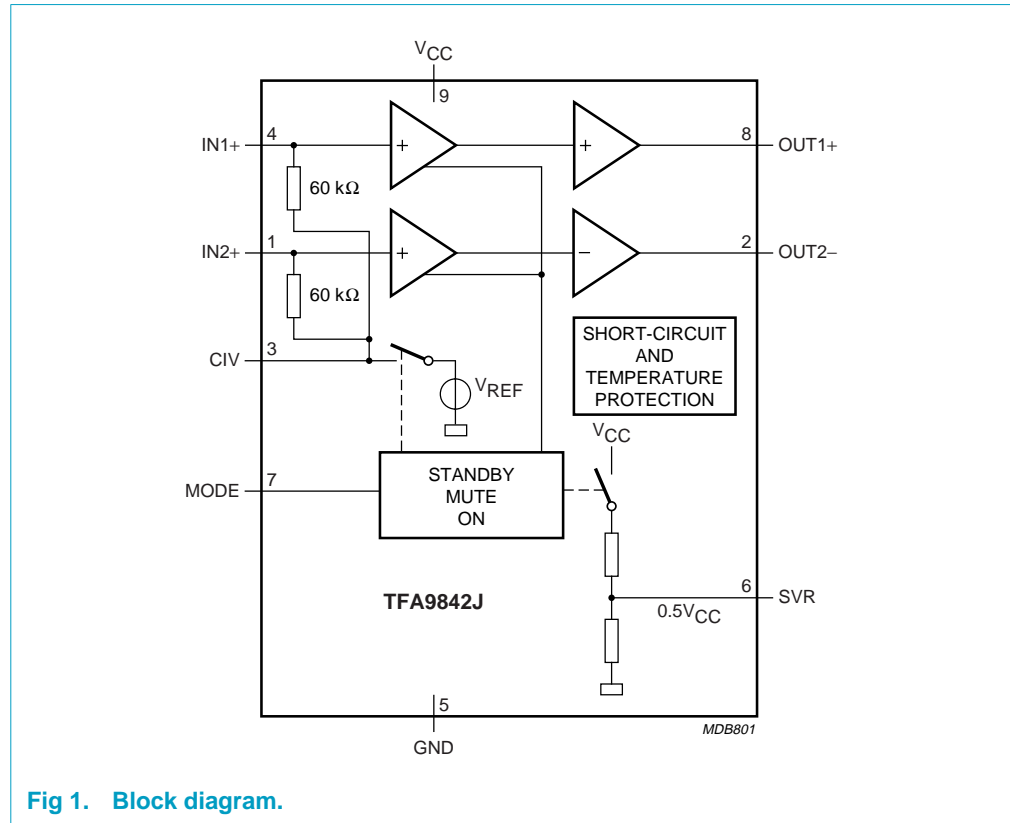 VCC
9
IN1+
4
8
OUT1+
+
+
60 kΩ
IN2+
1
2
OUT2−
+
−
60 kΩ
CIV
3
VREF
SHORT-CIRCUIT
AND
TEMPERATURE
PROTECTION
VCC
MODE
7
STANDBY
MUTE
ON
TFA9842J
6
SVR
0.5VCC
5
GND
MDB801
Fig 1. Block diagram.